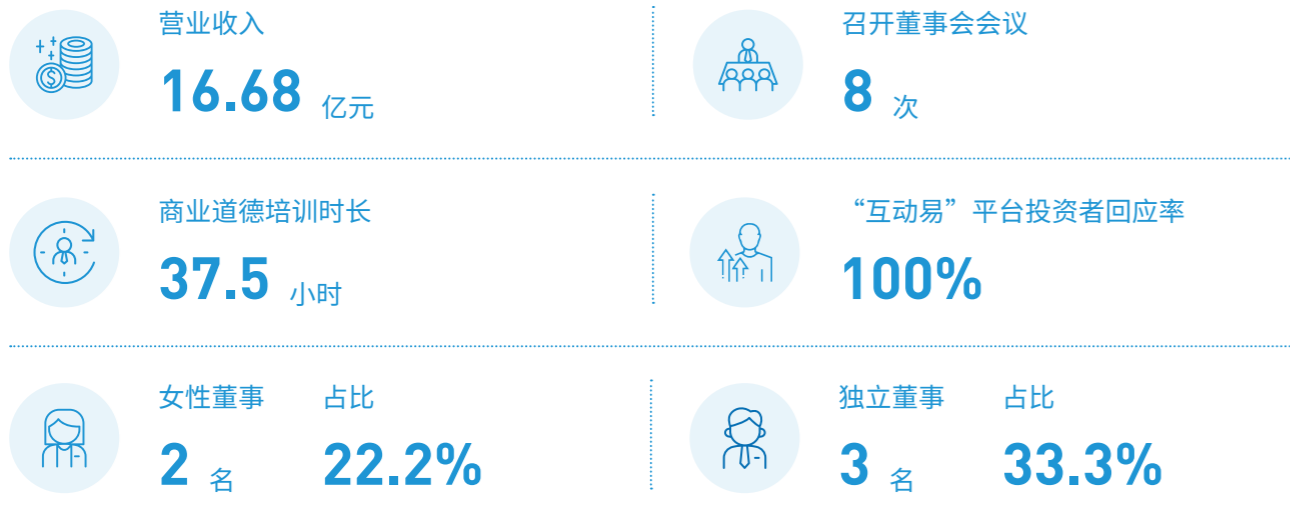 营业收入
16.68 亿元
召开董事会会议
8 次
商业道德培训时长
37.5 小时
“互动易”平台投资者回应率
100%
女性董事 占比
2 名 22.2%
独立董事 占比
3 名 33.3%